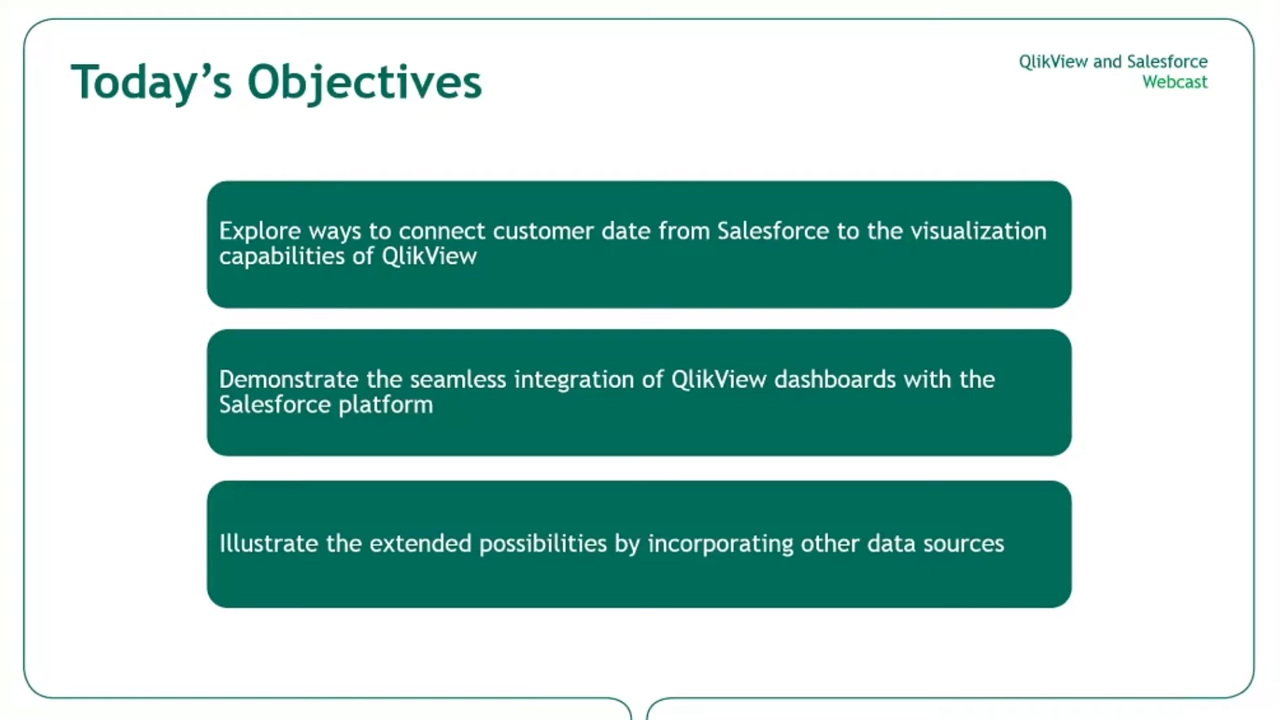 Today's Objectives
QlikView and Salesforce
Webcast
Explore ways to connect customer date from Salesforce to the visualization
capabilities of QlikView
Demonstrate the seamless integration of QlikView dashboards with the
Salesforce platform
Illustrate the extended possibilities by incorporating other data sources